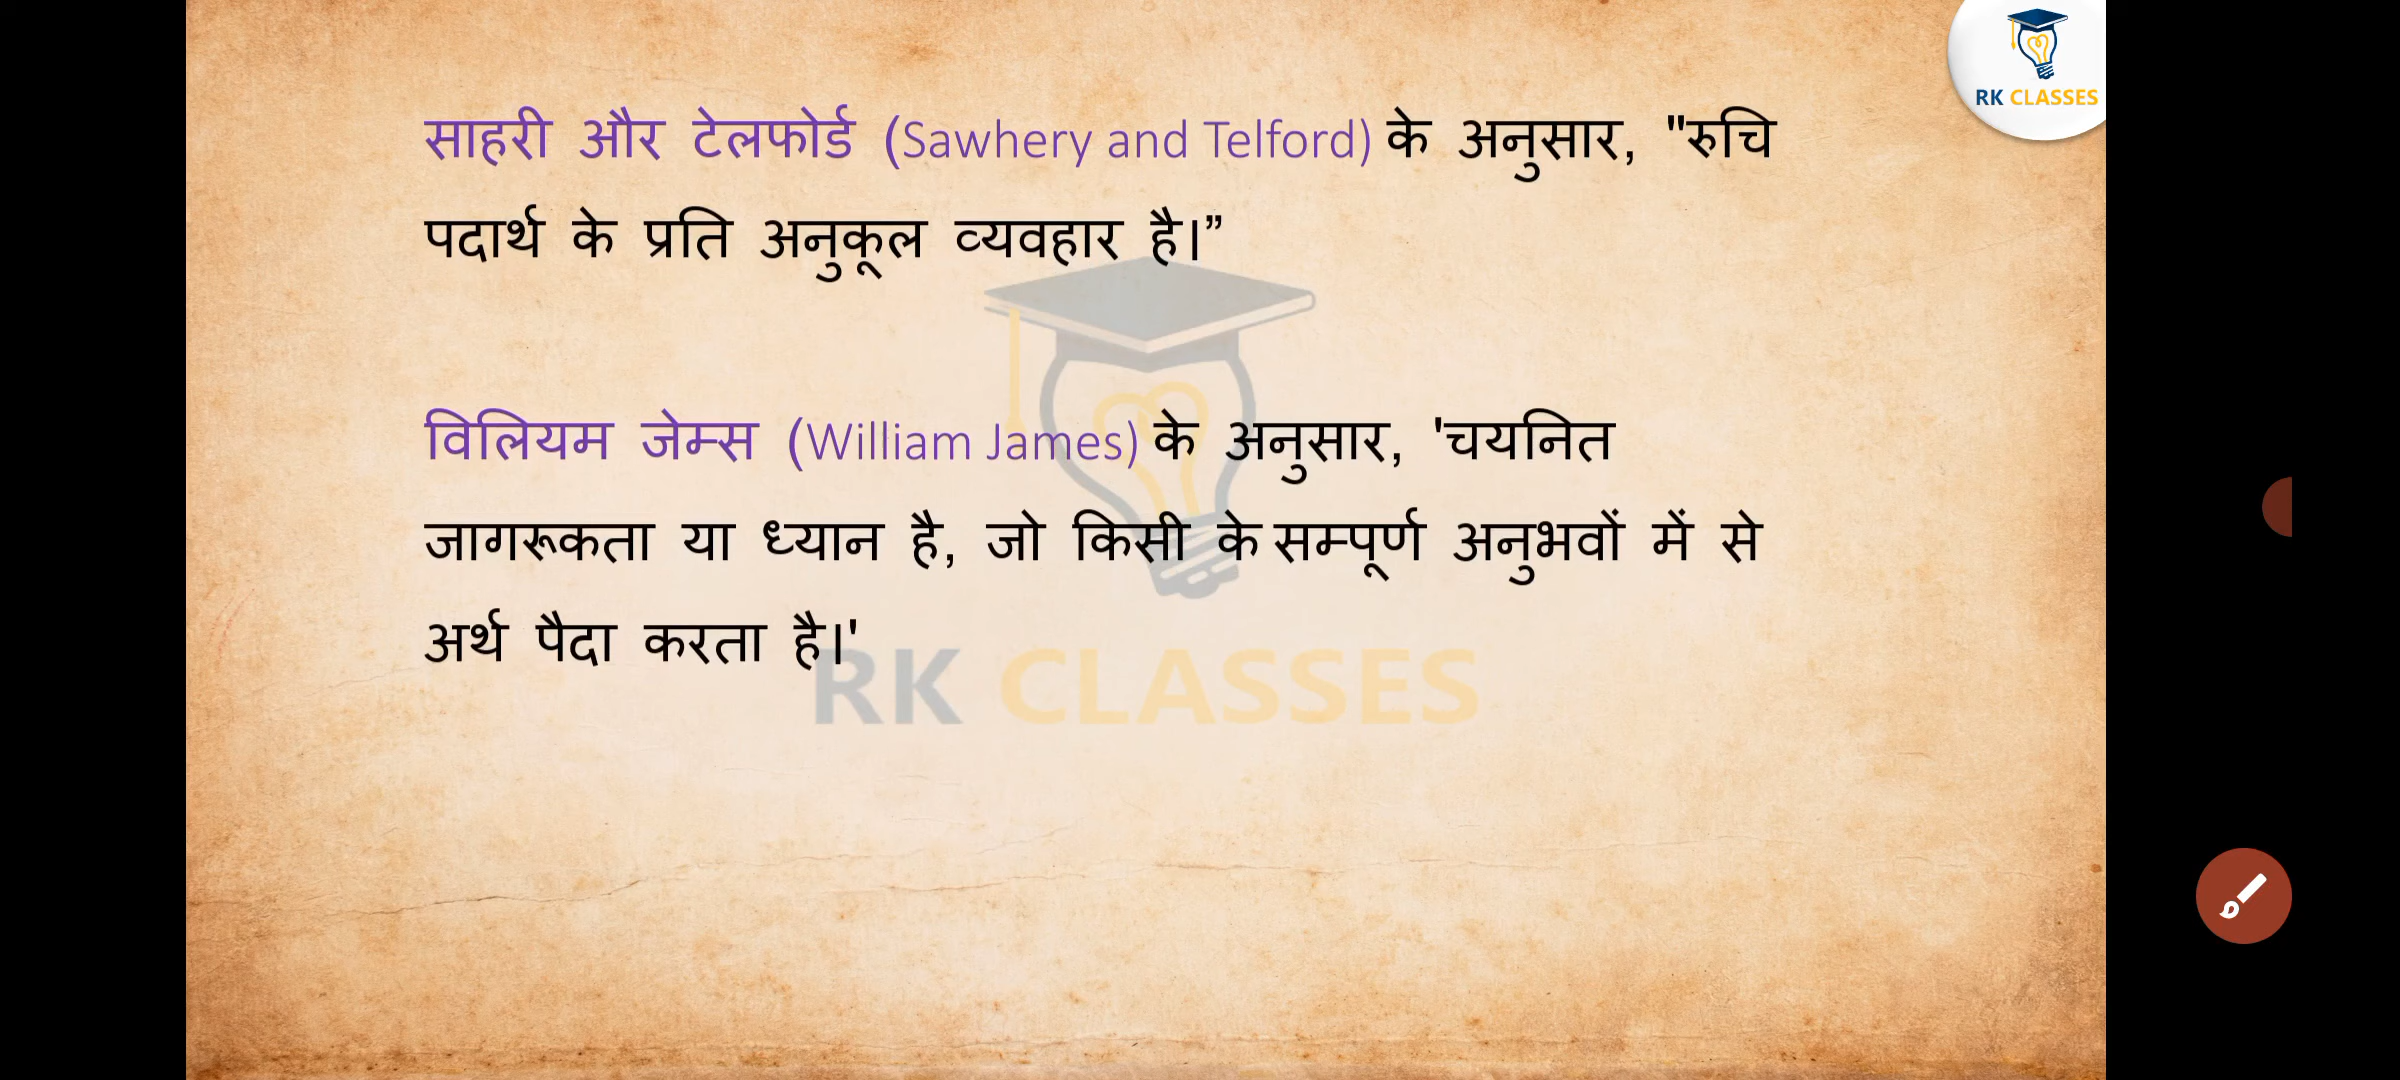 RK CLASSES
साहरी और टेलफोर्ड (Sawhery and Telford) के अनुसार, "रुचि
पदार्थ के प्रति अनुकूल व्यवहार है।”
विलियम जेम्स (William James) के अनुसार, 'चयनित
जागरूकता या ध्यान है, जो किसी के सम्पूर्ण अनुभवों में से
अर्थ पैदा करता है।'
RK CLASSES